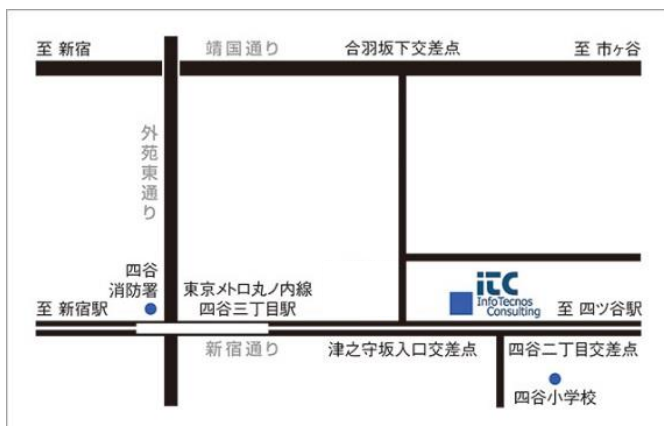 至 新宿
靖国通り
合羽坂下交差点
至 市ヶ谷
外苑東通り
四谷
消防署
東京メトロ丸ノ内線
四谷三丁目駅
itc
InfoTecnos
Consulting
至 新宿駅
至 四ツ谷駅
新宿通り
津之守坂入口交差点
四谷二丁目交差点
四谷小学校